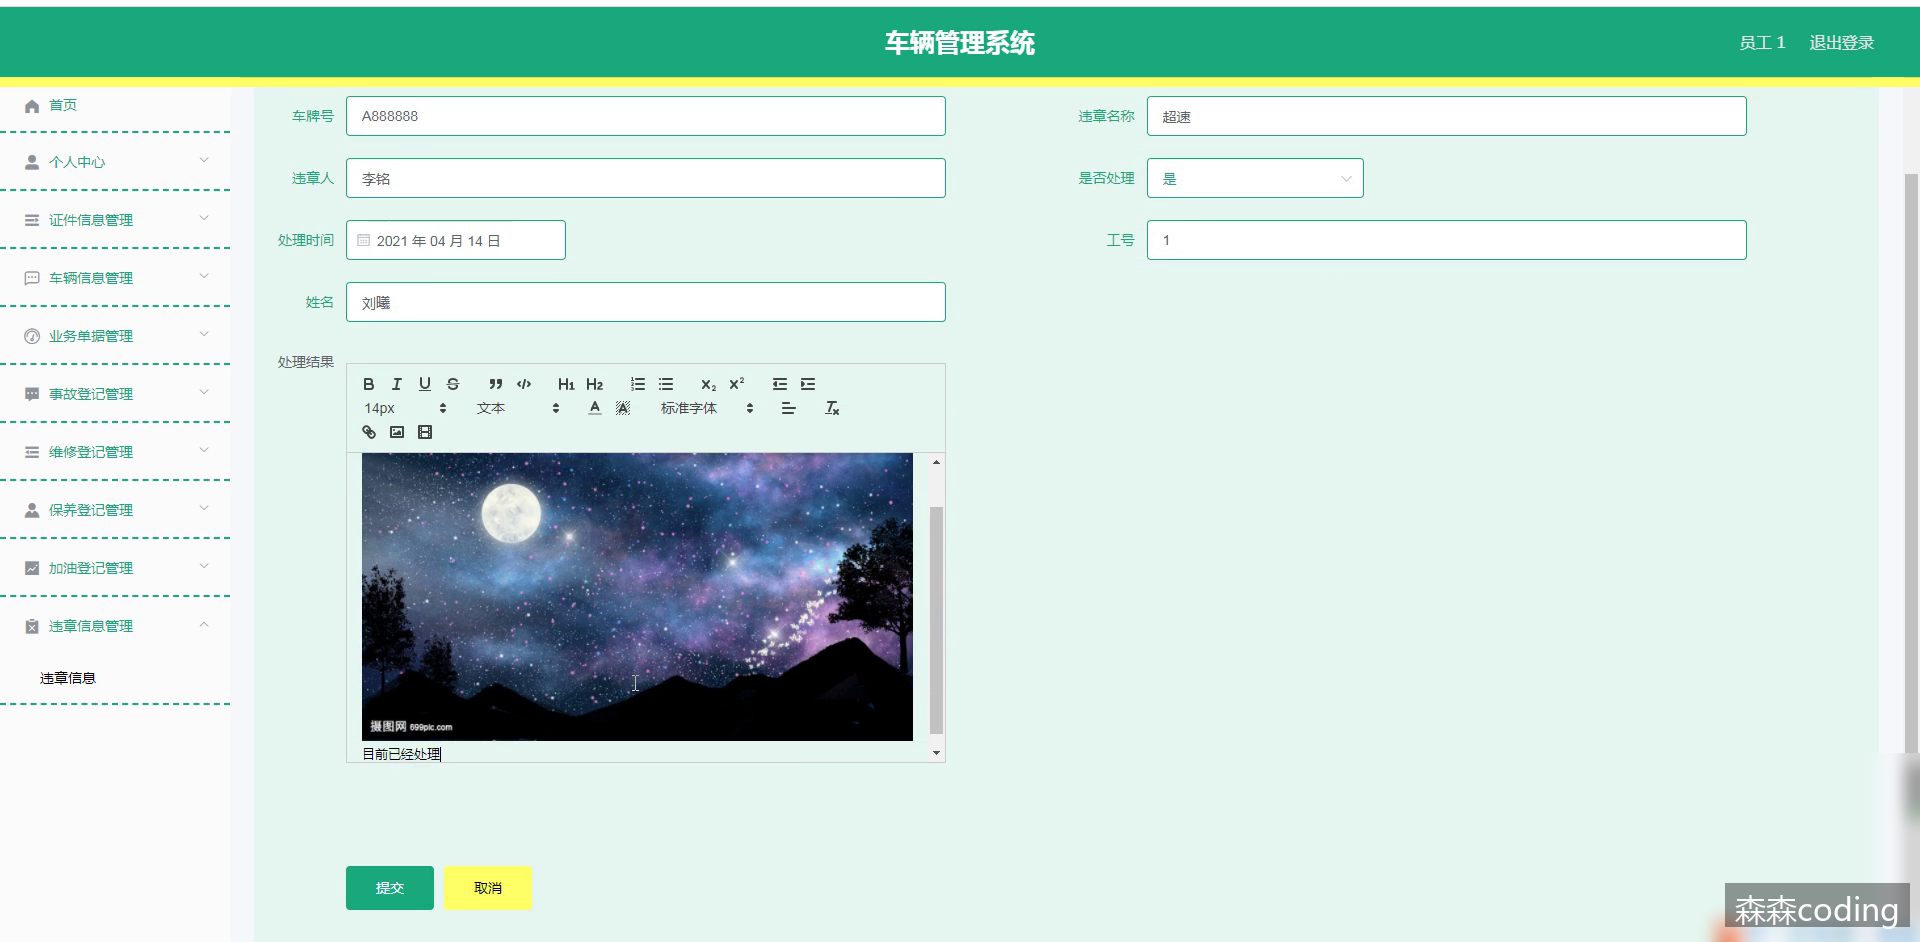 车辆管理系统
员工 1 退出登录
首页
个人中心
证件信息管理
车辆信息管理
业务单据管理
事故登记管理
维修登记管理
保养登记管理
加油登记管理
违章信息管理
违章信息
车牌号 A888888 违章名称 超速
违章人 李铭 是否处理 是
处理时间 2021 年 04 月 14 日 工号 1
姓名 刘曦
处理结果
14px 文本 标准字体
摄图网 699pic.com
目前已经处理
提交 取消
森森coding